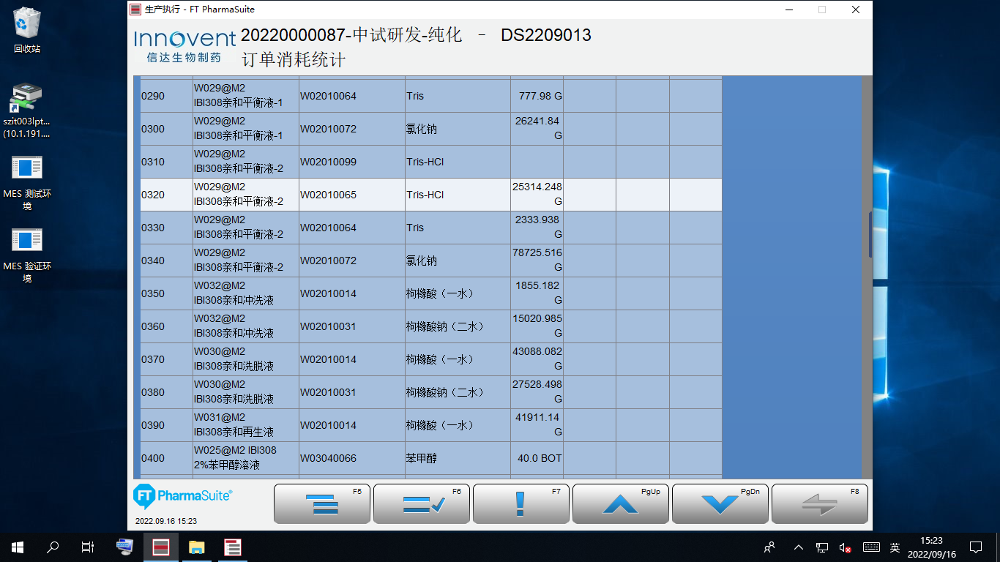 回收站
szit003lpt...
(10.1.191....
MES 测试环
境
MES 验证环
境
生产执行 - FT PharmaSuite
Innovent
信达生物制药
20220000087-中试研发-纯化 – DS2209013
订单消耗统计
0290 W029@M2 IBI308亲和平衡液-1 W02010064 Tris 777.98 G
0300 W029@M2 IBI308亲和平衡液-1 W02010072 氯化钠 26241.84 G
0310 W029@M2 IBI308亲和平衡液-2 W02010099 Tris-HCl
0320 W029@M2 IBI308亲和平衡液-2 W02010065 Tris-HCl 25314.248 G
0330 W029@M2 IBI308亲和平衡液-2 W02010064 Tris 2333.938 G
0340 W029@M2 IBI308亲和平衡液-2 W02010072 氯化钠 78725.516 G
0350 W032@M2 IBI308亲和冲洗液 W02010014 枸橼酸（一水） 1855.182 G
0360 W032@M2 IBI308亲和冲洗液 W02010031 枸橼酸钠（二水） 15020.985 G
0370 W030@M2 IBI308亲和洗脱液 W02010014 枸橼酸（一水） 43088.082 G
0380 W030@M2 IBI308亲和洗脱液 W02010031 枸橼酸钠（二水） 27528.498 G
0390 W031@M2 IBI308亲和再生液 W02010014 枸橼酸（一水） 41911.14 G
0400 W025@M2 IBI308 2%苯甲醇溶液 W03040066 苯甲醇 40.0 BOT
FT PharmaSuite®
2022.09.16 15:23
F5
F6
F7
PgUp
PgDn
F8
英
15:23
2022/09/16